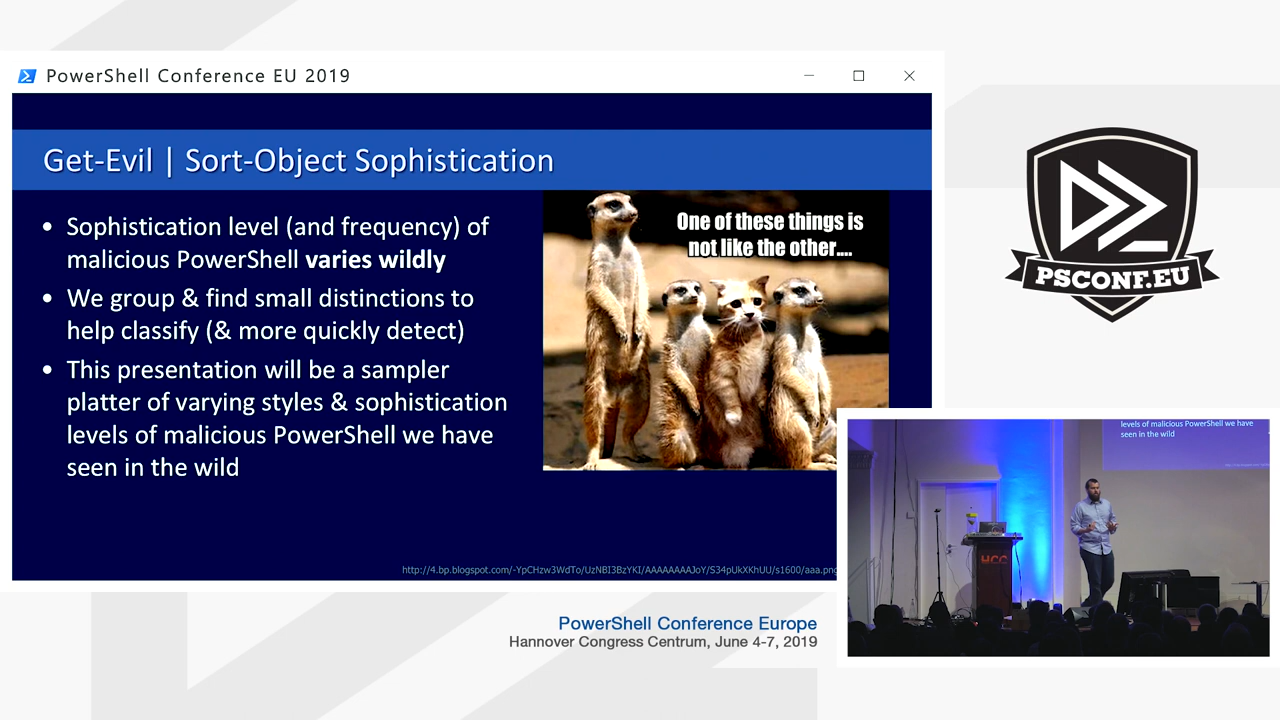 PowerShell Conference EU 2019
Get-Evil | Sort-Object Sophistication
• Sophistication level (and frequency) of
malicious PowerShell varies wildly
• We group & find small distinctions to
help classify (& more quickly detect)
• This presentation will be a sampler
platter of varying styles & sophistication
levels of malicious PowerShell we have
seen in the wild
One of these things is
not like the other....
http://4.bp.blogspot.com/-YpCHzw3WdTo/UzNBI3BzYKI/AAAAAAAAJoY/S34pUkXKhUU/s1600/aaa.png
PSCONF.EU
levels of malicious PowerShell we have
seen in the wild
HCC
PowerShell Conference Europe
Hannover Congress Centrum, June 4-7, 2019